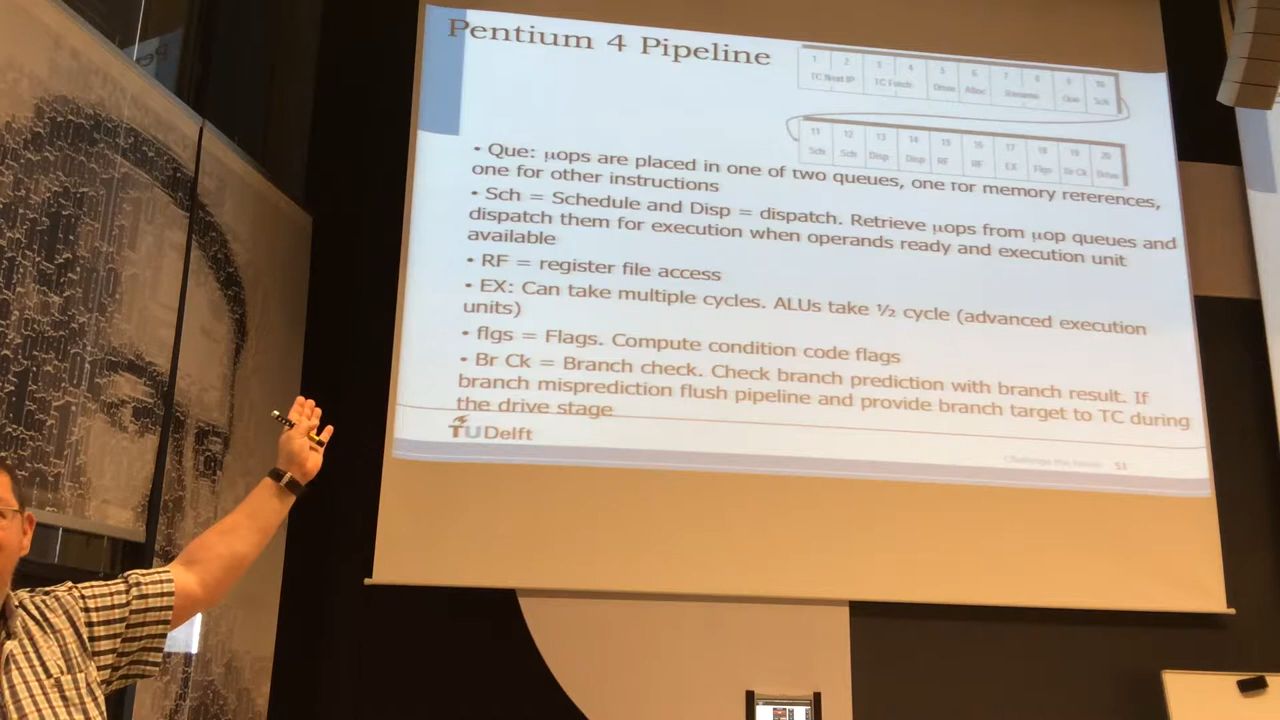 Pentium 4 Pipeline
1 2 3 4 5 6 7 8 9 10
TC Next IP TC Fetch Drive Alloc Rename Que Sch
11 12 13 14 15 16 17 18 19 20
Sch Sch Disp Disp RF RF EX Flgs Br Ck Drive
• Que: µops are placed in one of two queues, one for memory references,
one for other instructions
• Sch = Schedule and Disp = dispatch. Retrieve µops from µop queues and
dispatch them for execution when operands ready and execution unit
available
• RF = register file access
• EX: Can take multiple cycles. ALUs take ½ cycle (advanced execution
units)
• flgs = Flags. Compute condition code flags
• Br Ck = Branch check. Check branch prediction with branch result. If
branch misprediction flush pipeline and provide branch target to TC during
the drive stage
TU Delft
Challenge the future 53